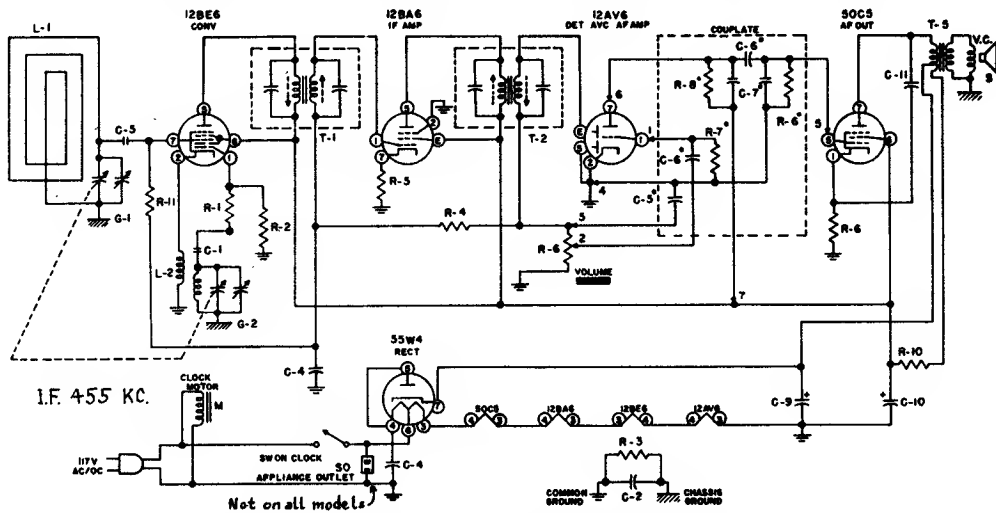 L-1
12BE6
CONV
12BA6
IF AMP
12AV6
DET AVC AF AMP
50C5
AF OUT
T-5
V.C.
S
COUPLATE
C-6*
R-8*
C-7*
R-6*
C-11
C-5
T-1
T-2
R-7*
C-6*
C-5*
G-1
R-11
R-1
R-2
R-5
R-4
R-6
VOLUME
R-6
L-2
C-1
G-2
C-4
R-10
35W4
RECT
C-9
C-10
I.F. 455 KC.
CLOCK
MOTOR
M
117V
AC/DC
SW ON CLOCK
SO
APPLIANCE OUTLET
C-4
50C5
12BA6
12BE6
12AV6
R-3
C-2
COMMON
GROUND
CHASSIS
GROUND
Not on all models